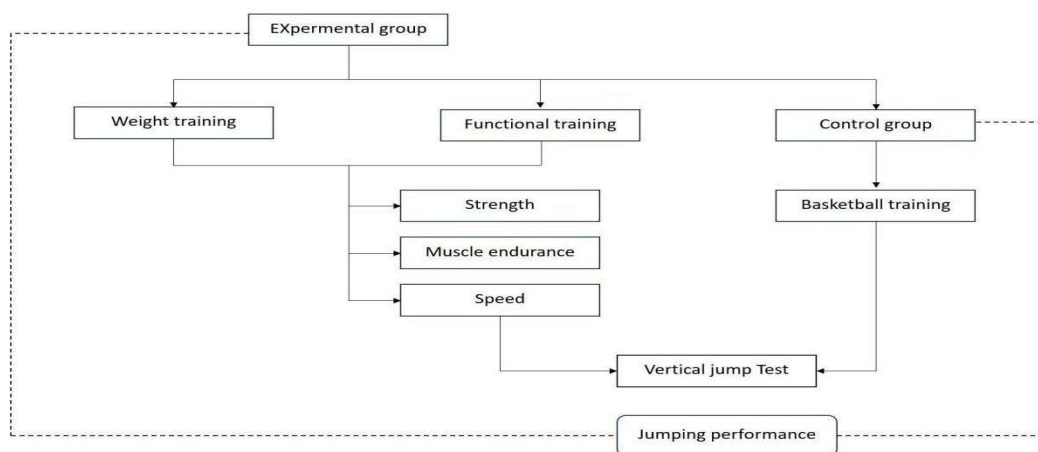 EXpermental group
Weight training
Functional training
Control group
Strength
Basketball training
Muscle endurance
Speed
Vertical jump Test
Jumping performance